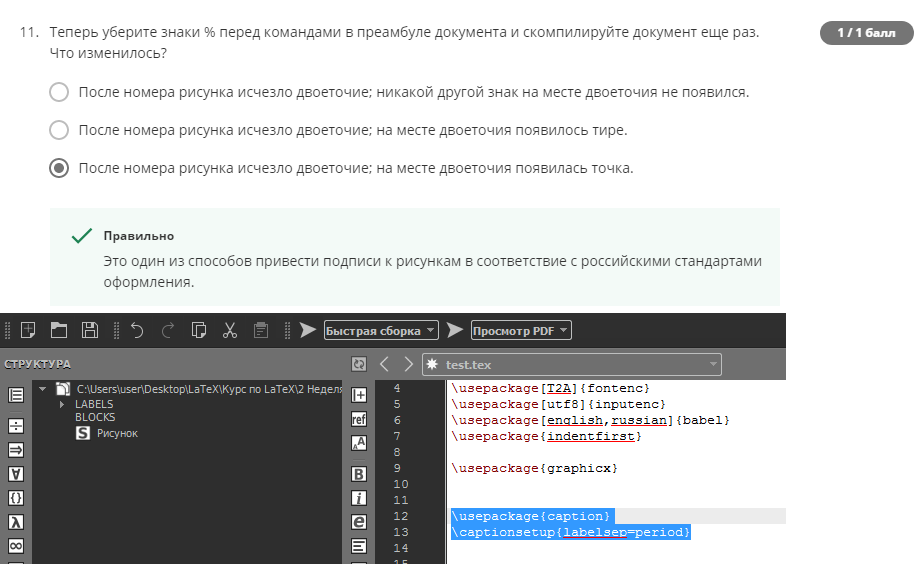 11. Теперь уберите знаки % перед командами в преамбуле документа и скомпилируйте документ еще раз.
Что изменилось?
1 / 1 балл
После номера рисунка исчезло двоеточие; никакой другой знак на месте двоеточия не появился.
После номера рисунка исчезло двоеточие; на месте двоеточия появилось тире.
После номера рисунка исчезло двоеточие; на месте двоеточия появилась точка.
Правильно
Это один из способов привести подписи к рисункам в соответствие с российскими стандартами
оформления.
Быстрая сборка
Просмотр PDF
СТРУКТУРА
test.tex
C:\Users\user\Desktop\LaTeX\Курс по LaTeX\2 Неделя
LABELS
BLOCKS
S Рисунок
ref
B
i
e
4 \usepackage[T2A]{fontenc}
5 \usepackage[utf8]{inputenc}
6 \usepackage[english,russian]{babel}
7 \usepackage{indentfirst}
8
9 \usepackage{graphicx}
10
11
12 \usepackage{caption}
13 \captionsetup{labelsep=period}
14